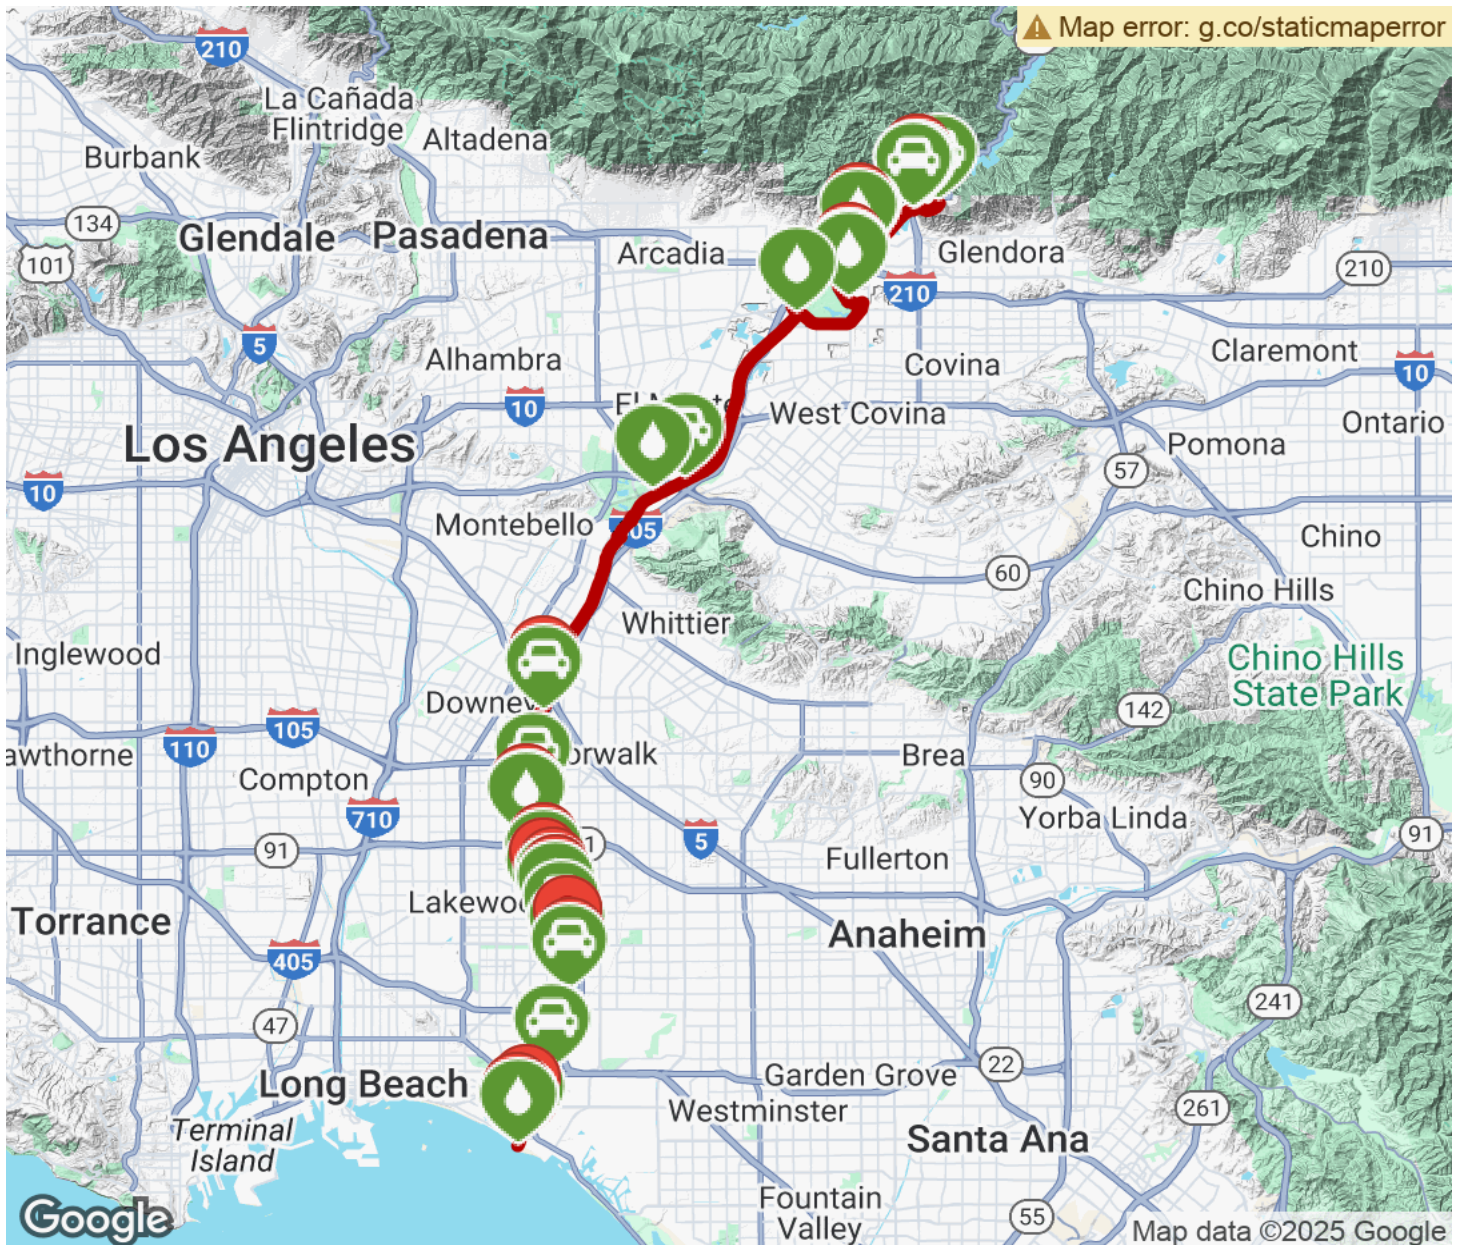 Map error: g.co/staticmaperror
210
La Cañada
Flintridge
Altadena
Burbank
134
Glendale
Pasadena
Arcadia
Glendora
101
210
210
5
Alhambra
Covina
Claremont
10
10
West Covina
Ontario
Los Angeles
Pomona
57
10
Montebello
Chino
60
Chino Hills
Whittier
Inglewood
Chino Hills
State Park
Downey
142
105
110
awthorne
orwalk
Brea
Compton
90
710
Yorba Linda
91
5
91
Fullerton
Lakewoo
Torrance
Anaheim
405
241
47
22
Long Beach
Garden Grove
Westminster
261
Terminal
Island
Santa Ana
Fountain
Valley
55
Google
Map data ©2025 Google